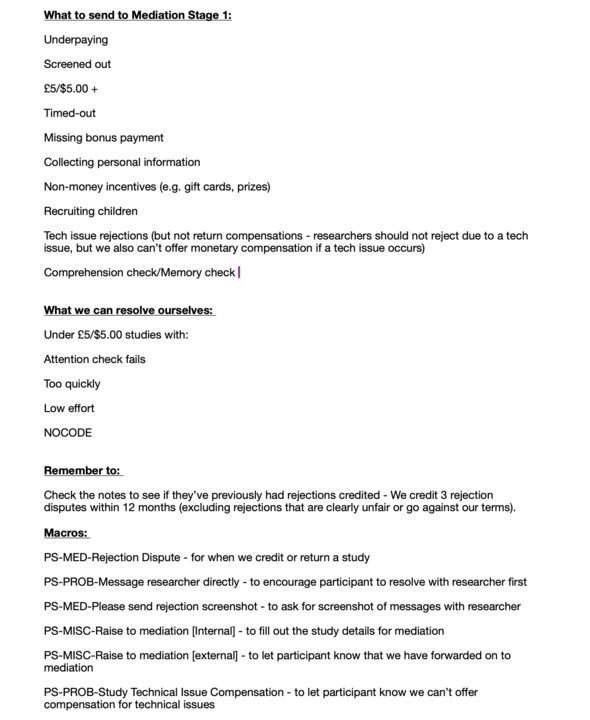 What to send to Mediation Stage 1:
Underpaying
Screened out
£5/$5.00 +
Timed-out
Missing bonus payment
Collecting personal information
Non-money incentives (e.g. gift cards, prizes)
Recruiting children
Tech issue rejections (but not return compensations - researchers should not reject due to a tech
issue, but we also can't offer monetary compensation if a tech issue occurs)
Comprehension check/Memory check
What we can resolve ourselves:
Under £5/$5.00 studies with:
Attention check fails
Too quickly
Low effort
NOCODE
Remember to:
Check the notes to see if they've previously had rejections credited - We credit 3 rejection
disputes within 12 months (excluding rejections that are clearly unfair or go against our terms).
Macros:
PS-MED-Rejection Dispute - for when we credit or return a study
PS-PROB-Message researcher directly - to encourage participant to resolve with researcher first
PS-MED-Please send rejection screenshot - to ask for screenshot of messages with researcher
PS-MISC-Raise to mediation [Internal] - to fill out the study details for mediation
PS-MISC-Raise to mediation [external] - to let participant know that we have forwarded on to
mediation
PS-PROB-Study Technical Issue Compensation - to let participant know we can't offer
compensation for technical issues